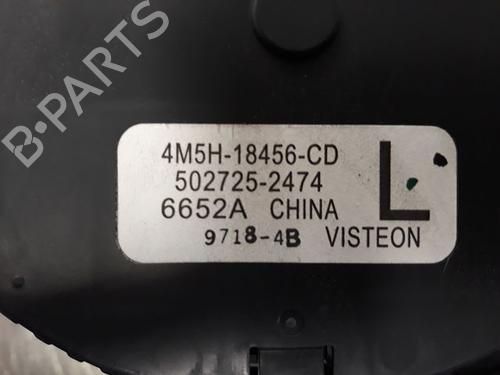 B-PARTS
4M5H-18456-CD
502725-2474
6652A CHINA
L
9718-4B VISTEON